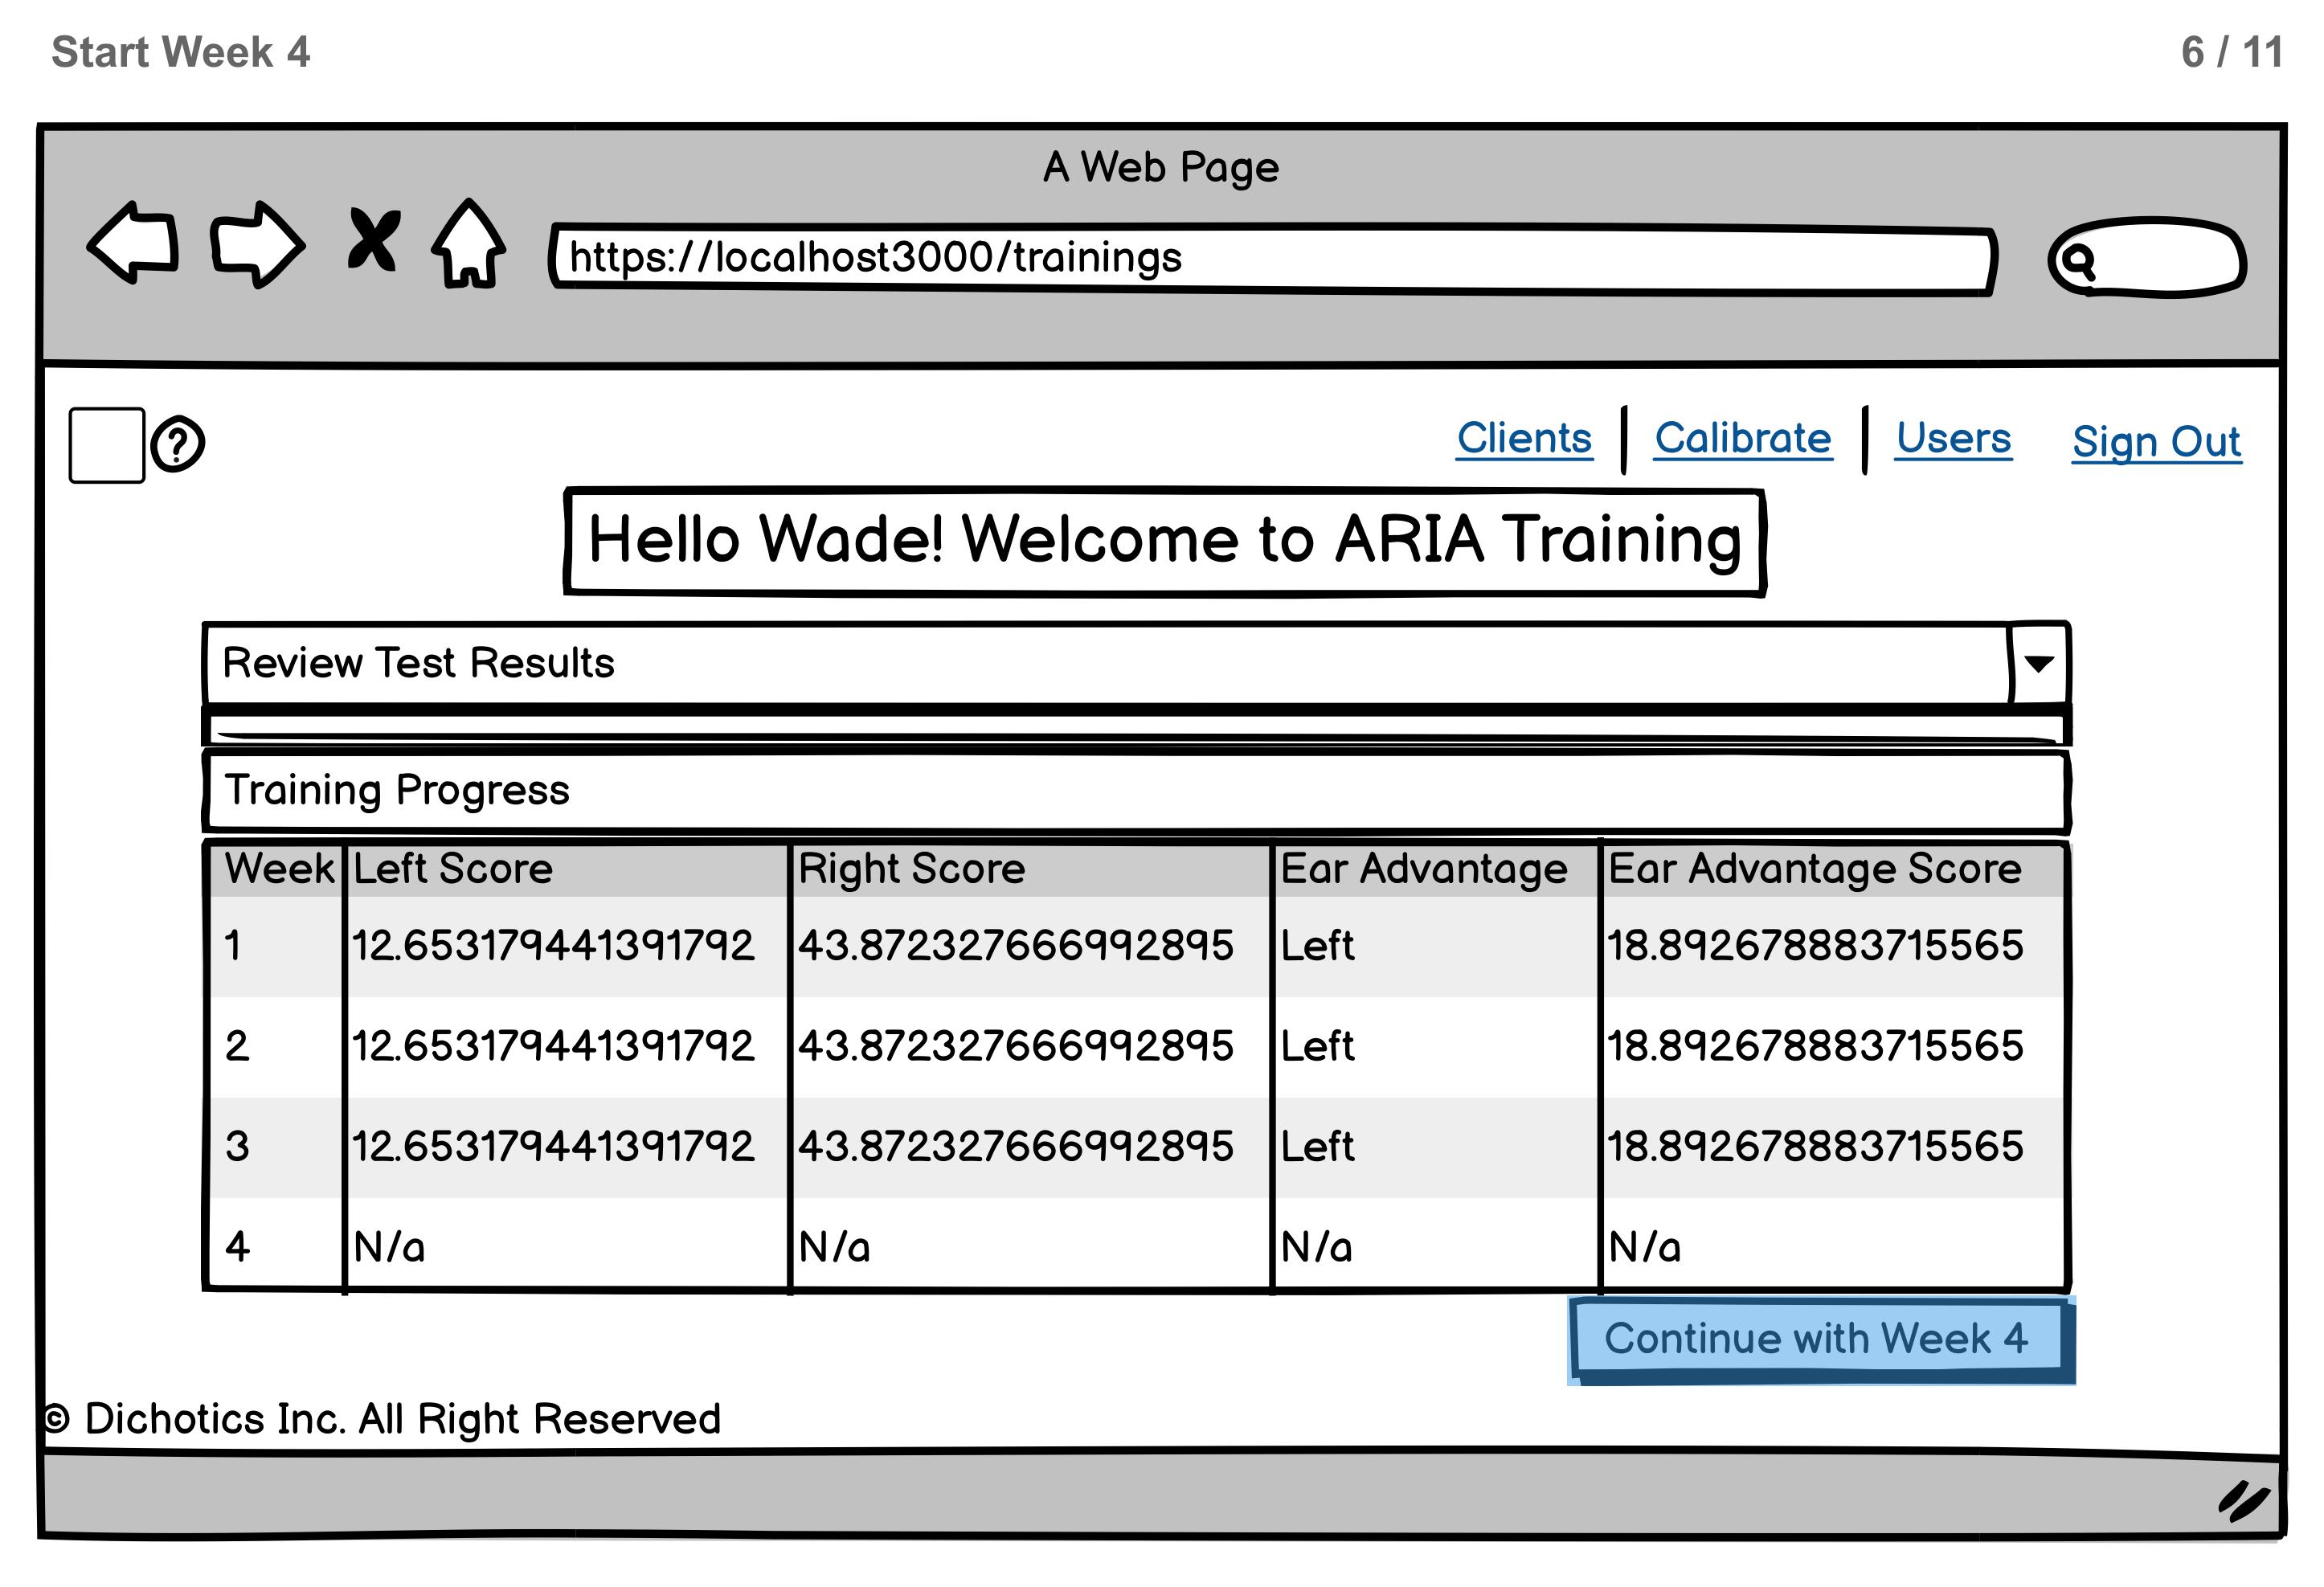 Start Week 4 6 / 11
A Web Page
https://localhost3000/trainings
?
Clients Calibrate Users Sign Out
Hello Wade! Welcome to ARIA Training
Review Test Results
Training Progress
Week Left Score Right Score Ear Advantage Ear Advantage Score
1 12.653179441391792 43.872327666992895 Left 18.892678883715565
2 12.653179441391792 43.872327666992895 Left 18.892678883715565
3 12.653179441391792 43.872327666992895 Left 18.892678883715565
4 N/a N/a N/a N/a
Continue with Week 4
© Dichotics Inc. All Right Reserved